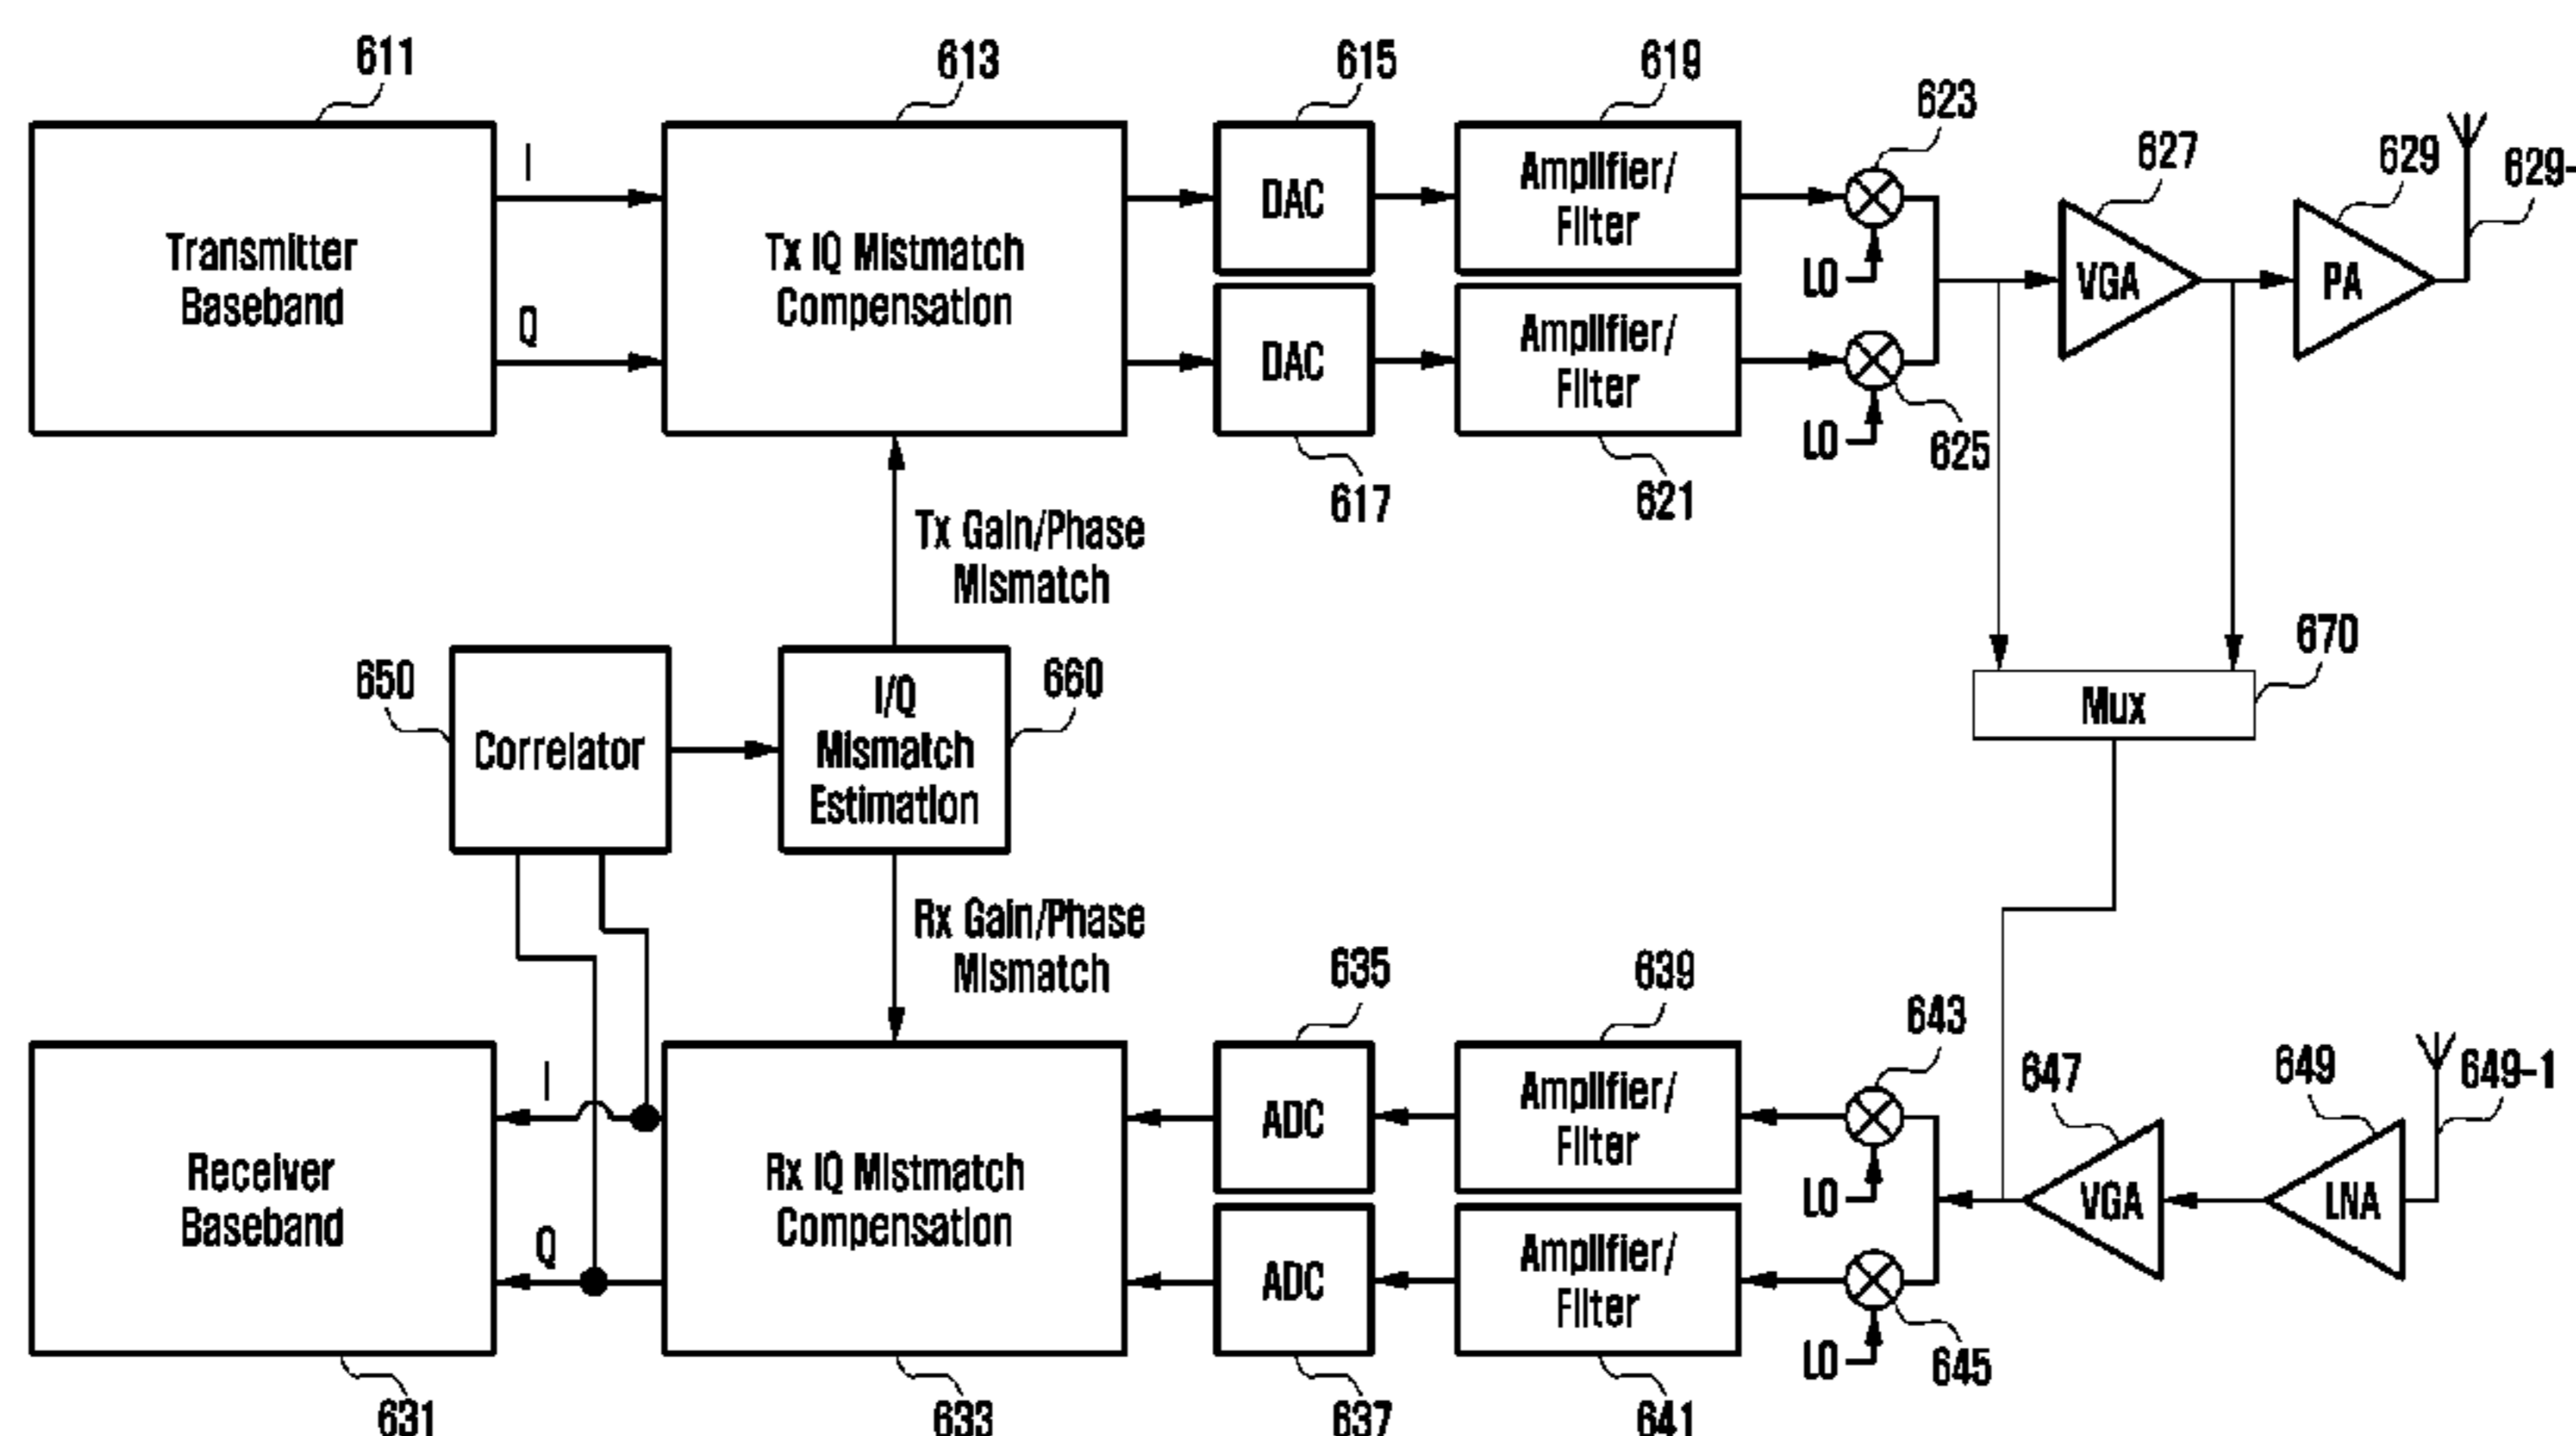 611
613
615
619
623
627
629
629-
Transmitter
Baseband
I
Q
Tx IQ Mistmatch
Compensation
DAC
Amplifier/
Filter
LO
VGA
PA
DAC
Amplifier/
Filter
LO
625
617
621
Tx Gain/Phase
Mismatch
650
Correlator
I/Q
Mismatch
Estimation
660
Mux
670
Rx Gain/Phase
Mismatch
635
639
643
647
649
649-1
Receiver
Baseband
I
Q
Rx IQ Mistmatch
Compensation
ADC
Amplifier/
Filter
LO
VGA
LNA
ADC
Amplifier/
Filter
LO
645
631
633
637
641